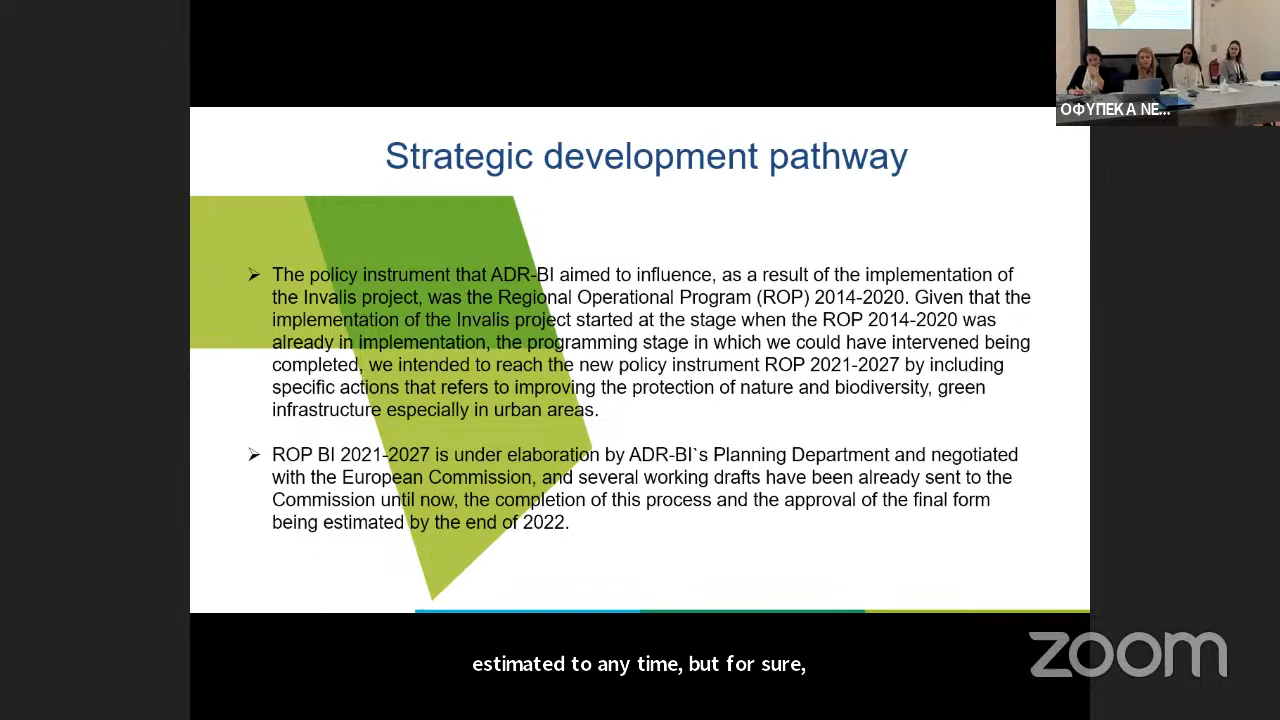 ΟΦΥΠΕΚΑ ΝΕ...
Strategic development pathway
➢ The policy instrument that ADR-BI aimed to influence, as a result of the implementation of
the Invalis project, was the Regional Operational Program (ROP) 2014-2020. Given that the
implementation of the Invalis project started at the stage when the ROP 2014-2020 was
already in implementation, the programming stage in which we could have intervened being
completed, we intended to reach the new policy instrument ROP 2021-2027 by including
specific actions that refers to improving the protection of nature and biodiversity, green
infrastructure especially in urban areas.
➢ ROP BI 2021-2027 is under elaboration by ADR-BI`s Planning Department and negotiated
with the European Commission, and several working drafts have been already sent to the
Commission until now, the completion of this process and the approval of the final form
being estimated by the end of 2022.
estimated to any time, but for sure,
zoom